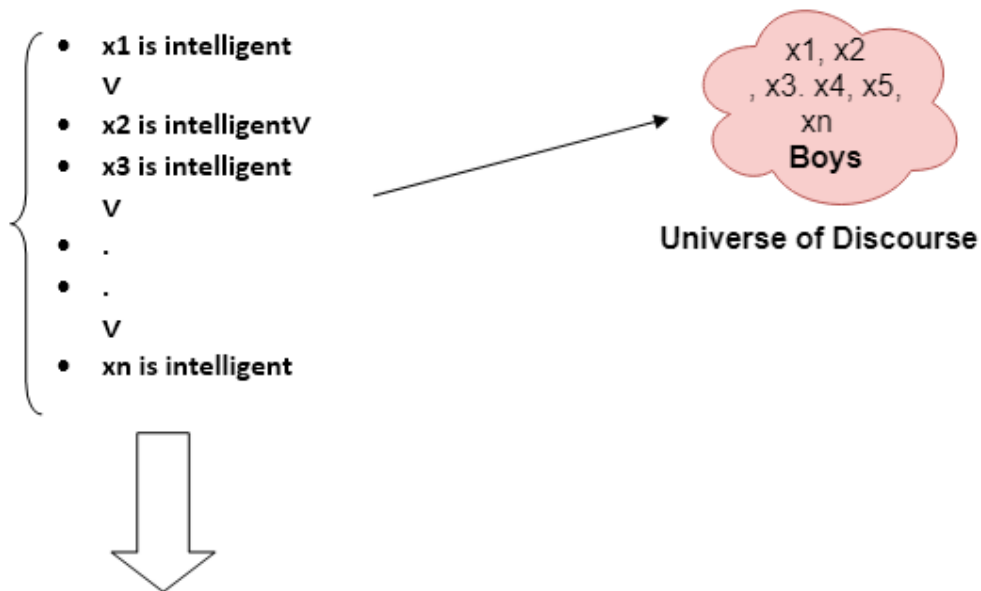 • x1 is intelligent
V
• x2 is intelligentV
• x3 is intelligent
V
• .
• .
V
• xn is intelligent
x1, x2
, x3. x4, x5,
xn
Boys
Universe of Discourse